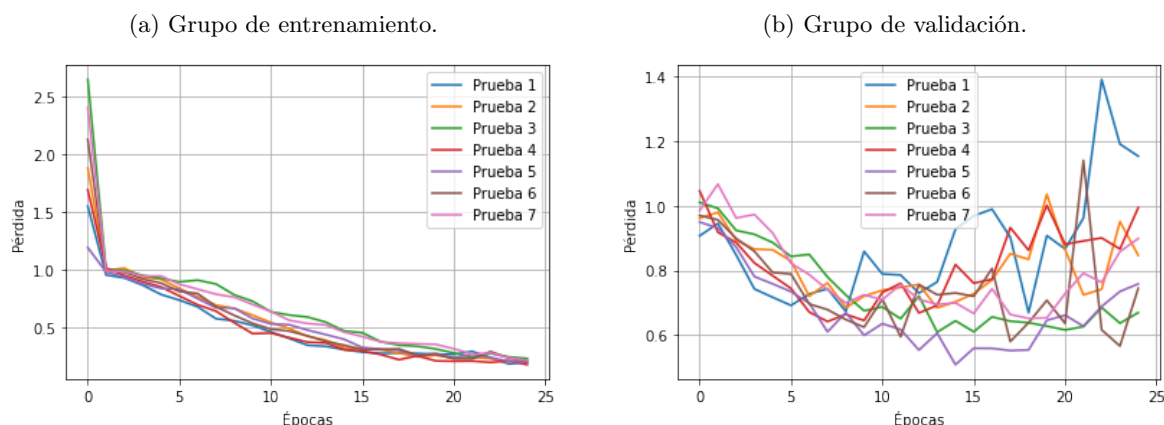 (a) Grupo de entrenamiento.
(b) Grupo de validación.
2.5
2.0
1.5
1.0
0.5
Pérdida
0 5 10 15 20 25
Épocas
Prueba 1
Prueba 2
Prueba 3
Prueba 4
Prueba 5
Prueba 6
Prueba 7
1.4
1.2
1.0
0.8
0.6
Pérdida
0 5 10 15 20 25
Épocas
Prueba 1
Prueba 2
Prueba 3
Prueba 4
Prueba 5
Prueba 6
Prueba 7